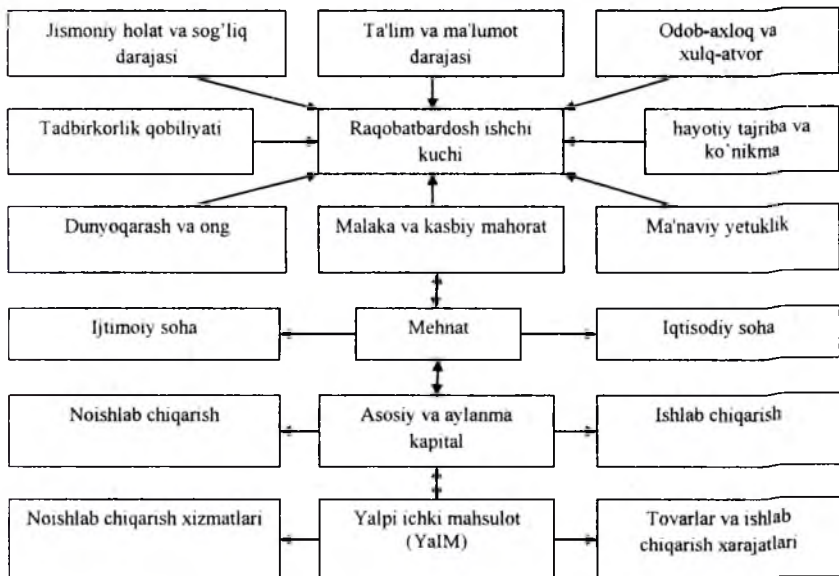 Jismoniy holat va sog'liq
darajasi
Ta'lim va ma'lumot
darajasi
Odob-axloq va
xulq-atvor
Tadbirkorlik qobiliyati
Raqobatbardosh ishchi
kuchi
hayotiy tajriba va
ko`nikma
Dunyoqarash va ong
Malaka va kasbiy mahorat
Ma'naviy yetuklik
Ijtimoiy soha
Mehnat
Iqtisodiy soha
Noishlab chiqarish
Asosiy va aylanma
kapital
Ishlab chiqarish
Noishlab chiqarish xizmatlari
Yalpi ichki mahsulot
(YaIM)
Tovarlar va ishlab
chiqarish xarajatlari